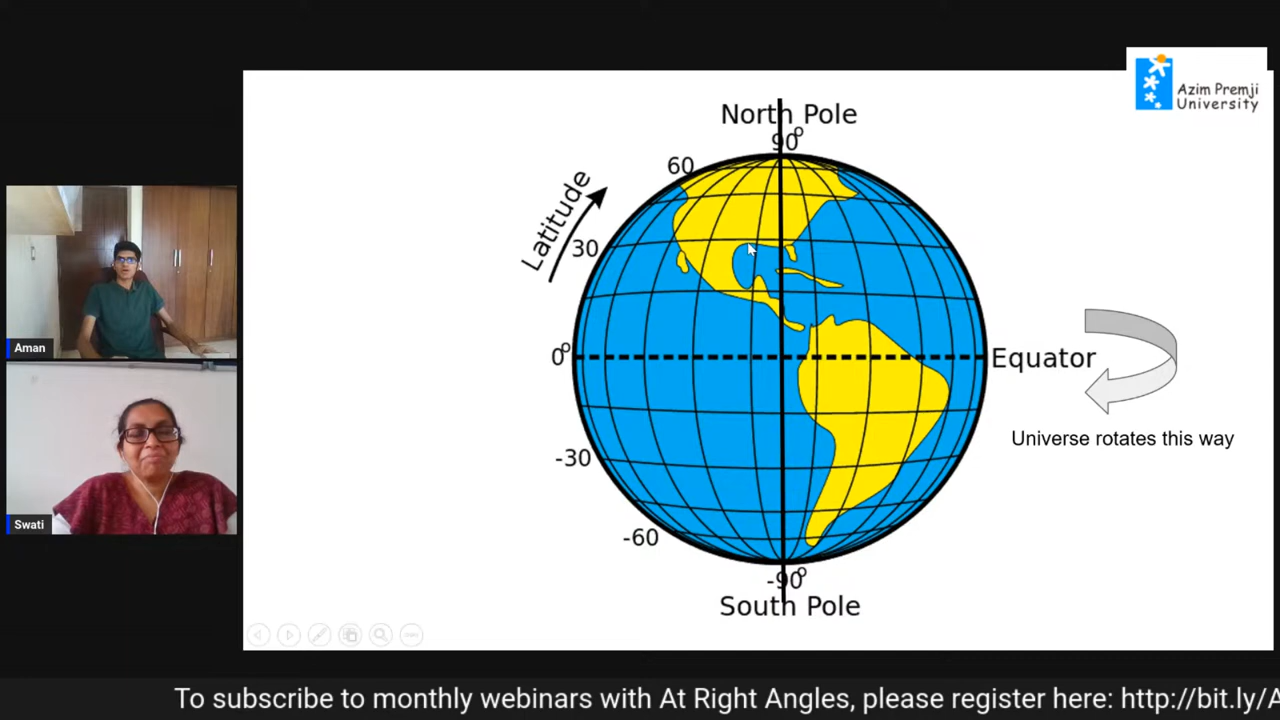 Azim Premji
University
North Pole
90°
60
Latitude
30
0°
Equator
Universe rotates this way
-30
-60
-90°
South Pole
Aman
Swati
To subscribe to monthly webinars with At Right Angles, please register here: http://bit.ly/A